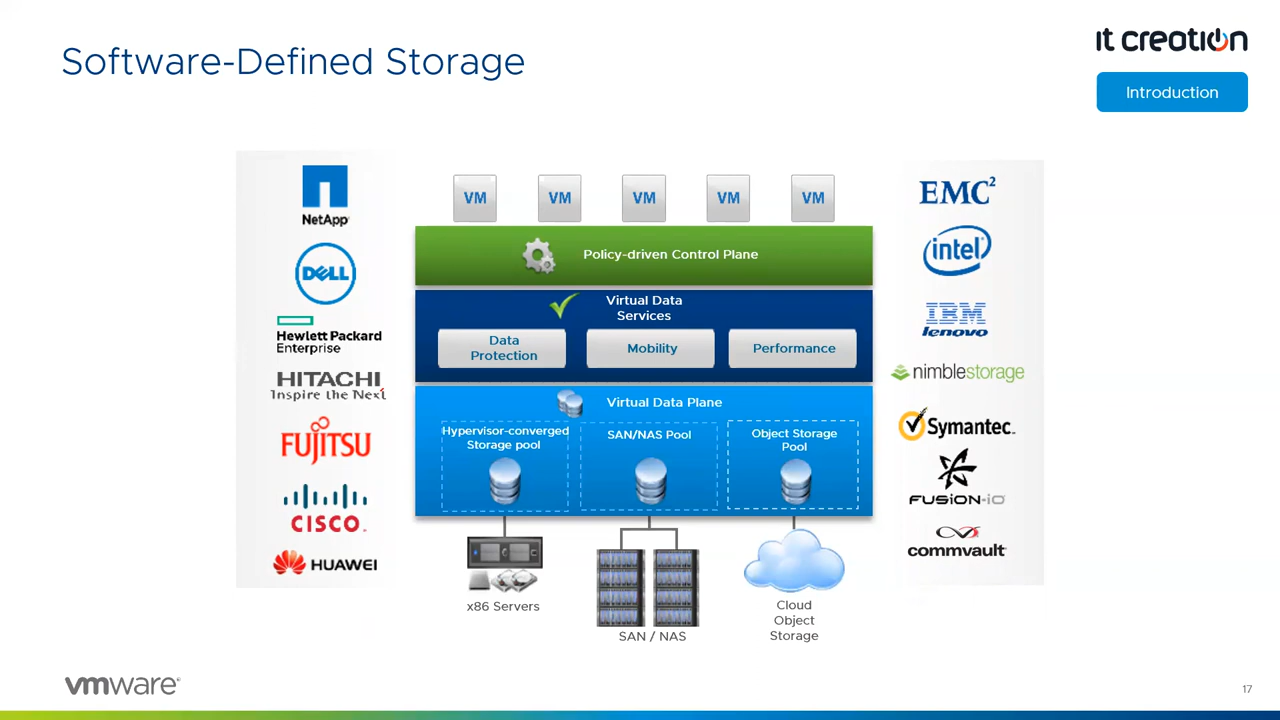 Software-Defined Storage
it creation
Introduction
NetApp
DELL
Hewlett Packard
Enterprise
HITACHI
Inspire the Next
FUJITSU
CISCO
HUAWEI
VM VM VM VM VM
Policy-driven Control Plane
Virtual Data
Services
Data
Protection
Mobility
Performance
Virtual Data Plane
Hypervisor-converged
Storage pool
SAN/NAS Pool
Object Storage
Pool
x86 Servers
SAN / NAS
Cloud
Object
Storage
EMC²
intel
IBM
lenovo
nimblestorage
Symantec
FUSION-iO
commvault
vmware
17